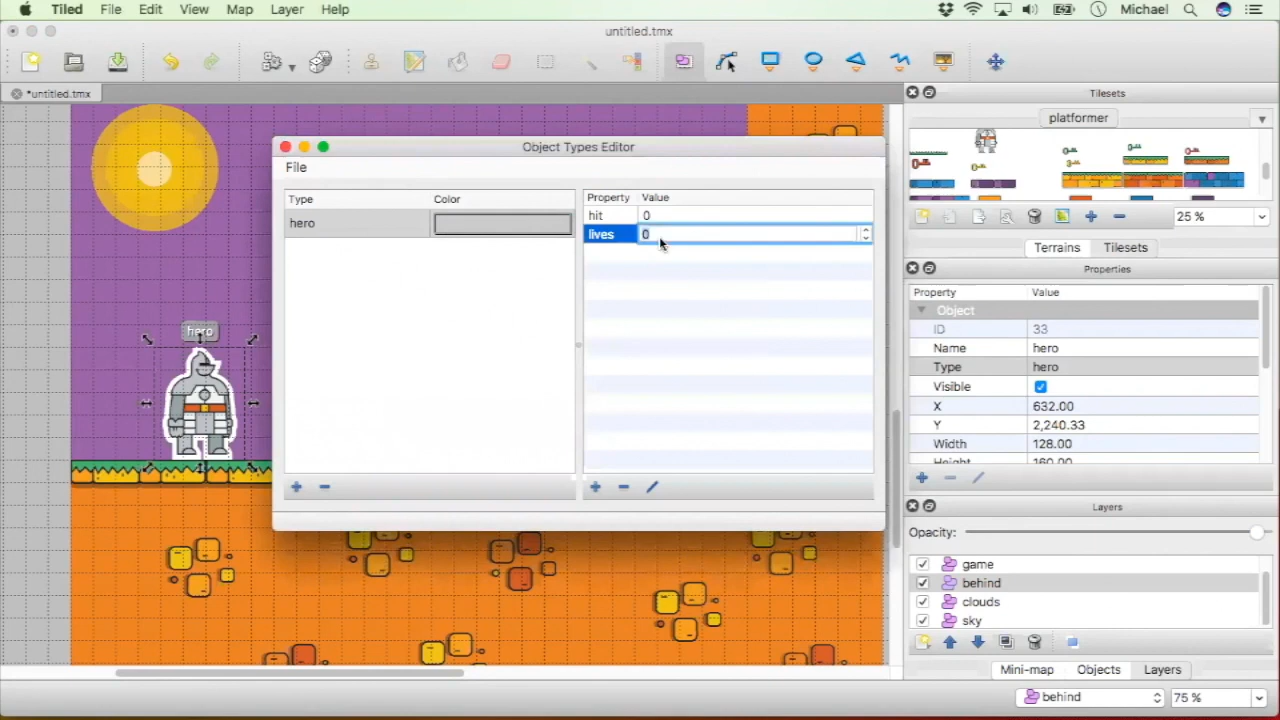 Tiled File Edit View Map Layer Help Michael
untitled.tmx
*untitled.tmx
Tilesets
platformer
25 %
Terrains Tilesets
Object Types Editor
File
Type Color
hero
Property Value
hit 0
lives 0
hero
Properties
Property Value
Object
ID 33
Name hero
Type hero
Visible
X 632.00
Y 2,240.33
Width 128.00
Height 160.00
Layers
Opacity:
game
behind
clouds
sky
Mini-map Objects Layers
behind 75 %